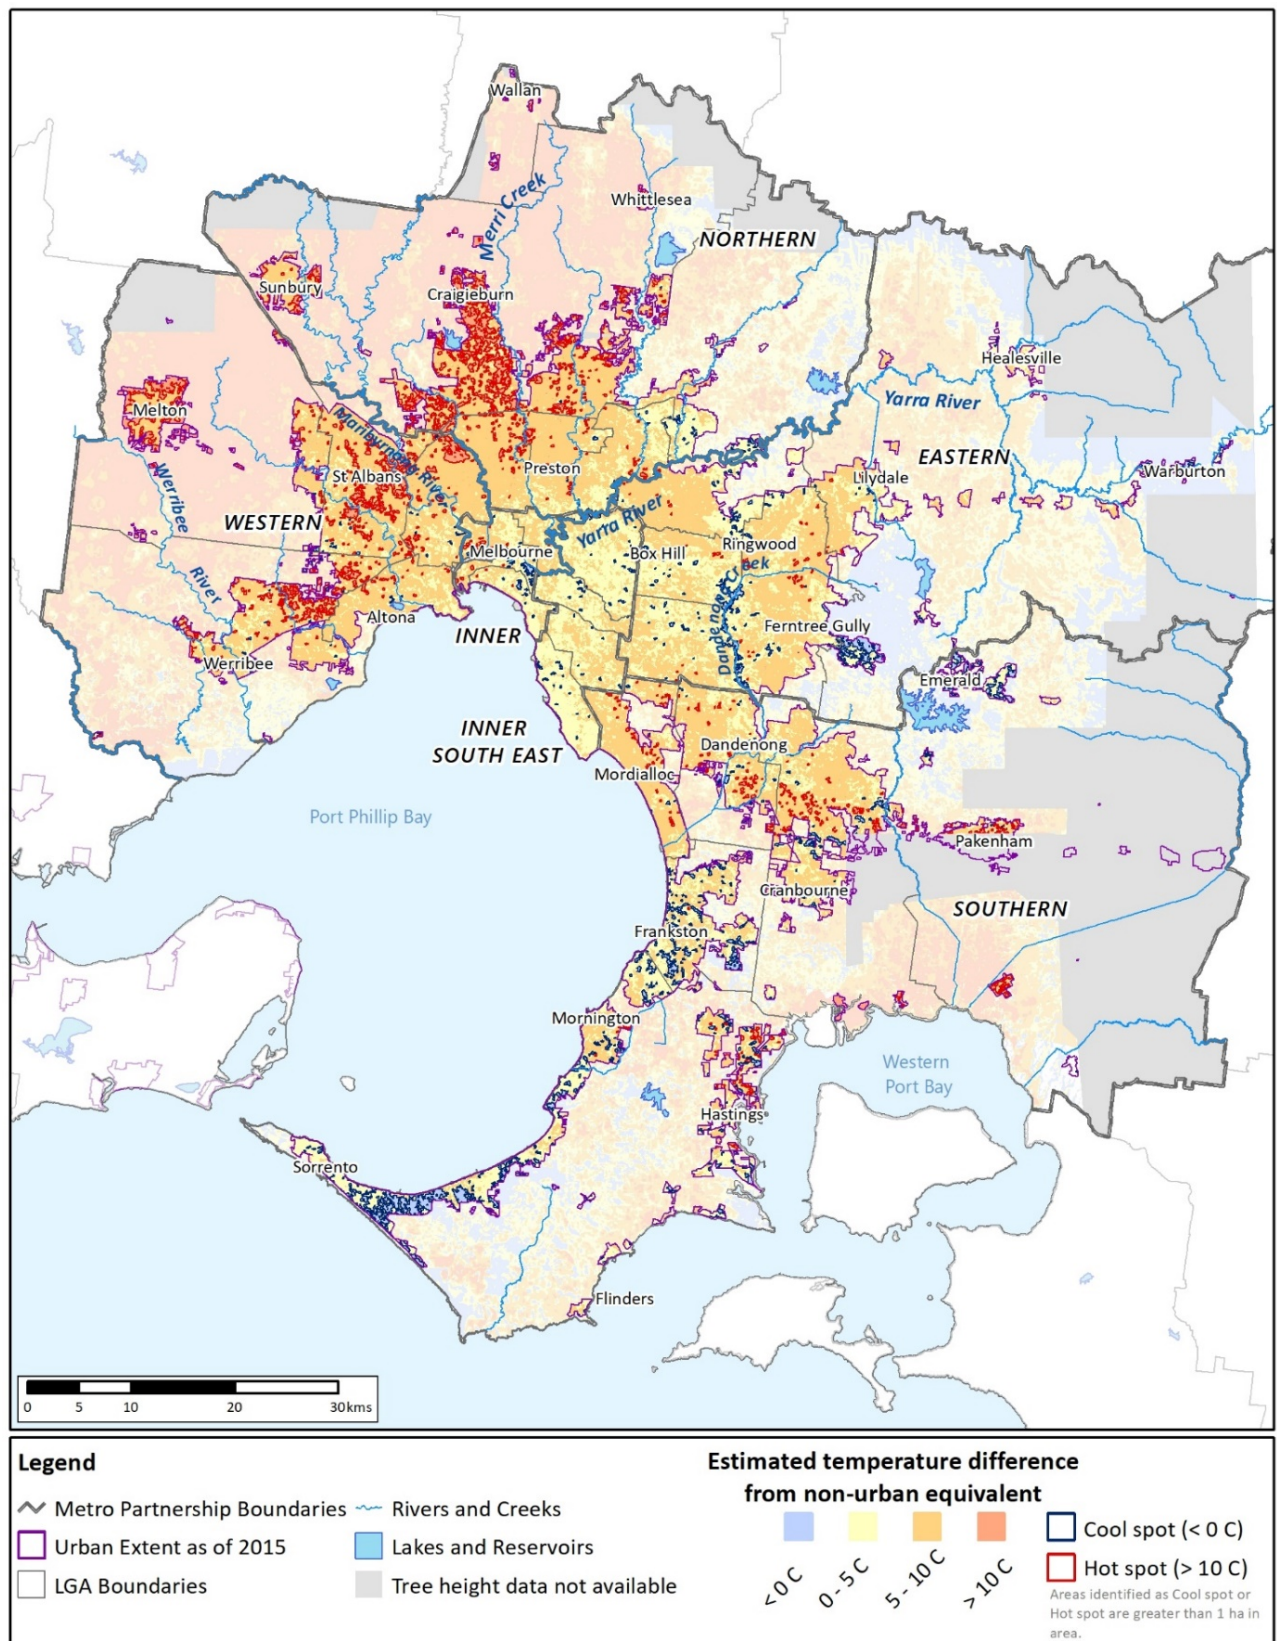 Wallan
Whittlesea
Merri Creek
NORTHERN
Sunbury
Craigieburn
Healesville
Yarra River
Melton
Maribyrnong River
EASTERN
Preston
St Albans
Lilydale
Warburton
Werribee River
WESTERN
Yarra River
Melbourne
Box Hill
Ringwood
Dandenong Creek
Altona
INNER
Ferntree Gully
Werribee
Emerald
INNER
SOUTH EAST
Dandenong
Mordialloc
Port Phillip Bay
Pakenham
Cranbourne
SOUTHERN
Frankston
Mornington
Western
Port Bay
Hastings
Sorrento
Flinders
0 5 10 20 30kms
Legend
Metro Partnership Boundaries
Rivers and Creeks
Urban Extent as of 2015
Lakes and Reservoirs
LGA Boundaries
Tree height data not available
Estimated temperature difference
from non-urban equivalent
< 0 C
0 - 5 C
5 - 10 C
> 10 C
Cool spot (< 0 C)
Hot spot (> 10 C)
Areas identified as Cool spot or
Hot spot are greater than 1 ha in
area.